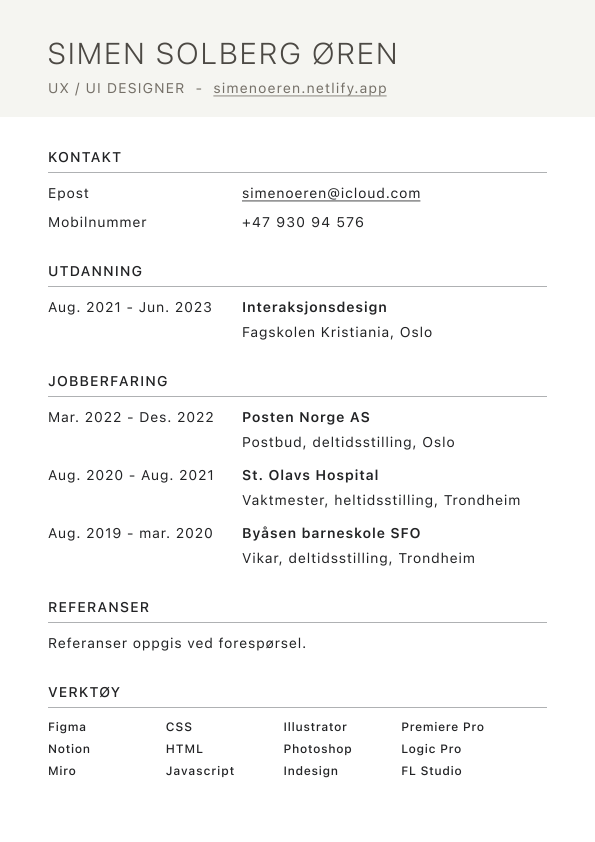 SIMEN SOLBERG ØREN
UX / UI DESIGNER - simenoeren.netlify.app
KONTAKT
Epost simenoeren@icloud.com
Mobilnummer +47 930 94 576
UTDANNING
Aug. 2021 - Jun. 2023 Interaksjonsdesign
Fagskolen Kristiania, Oslo
JOBBERFARING
Mar. 2022 - Des. 2022 Posten Norge AS
Postbud, deltidsstilling, Oslo
Aug. 2020 - Aug. 2021 St. Olavs Hospital
Vaktmester, heltidsstilling, Trondheim
Aug. 2019 - mar. 2020 Byåsen barneskole SFO
Vikar, deltidsstilling, Trondheim
REFERANSER
Referanser oppgis ved forespørsel.
VERKTØY
Figma CSS Illustrator Premiere Pro
Notion HTML Photoshop Logic Pro
Miro Javascript Indesign FL Studio